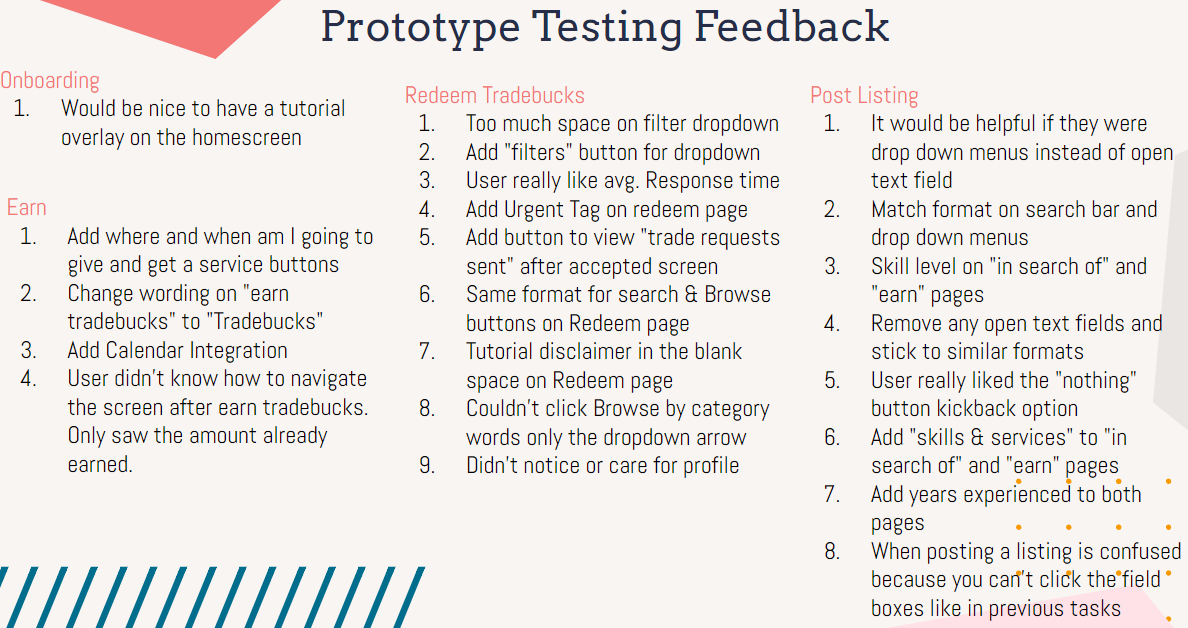 Prototype Testing Feedback
Onboarding
1. Would be nice to have a tutorial
overlay on the homescreen
Earn
1. Add where and when am I going to
give and get a service buttons
2. Change wording on "earn
tradebucks" to "Tradebucks"
3. Add Calendar Integration
4. User didn't know how to navigate
the screen after earn tradebucks.
Only saw the amount already
earned.
Redeem Tradebucks
1. Too much space on filter dropdown
2. Add "filters" button for dropdown
3. User really like avg. Response time
4. Add Urgent Tag on redeem page
5. Add button to view "trade requests
sent" after accepted screen
6. Same format for search & Browse
buttons on Redeem page
7. Tutorial disclaimer in the blank
space on Redeem page
8. Couldn't click Browse by category
words only the dropdown arrow
9. Didn't notice or care for profile
Post Listing
1. It would be helpful if they were
drop down menus instead of open
text field
2. Match format on search bar and
drop down menus
3. Skill level on "in search of" and
"earn" pages
4. Remove any open text fields and
stick to similar formats
5. User really liked the "nothing"
button kickback option
6. Add "skills & services" to "in
search of" and "earn" pages
7. Add years experienced to both
pages
8. When posting a listing is confused
because you can't click the field
boxes like in previous tasks